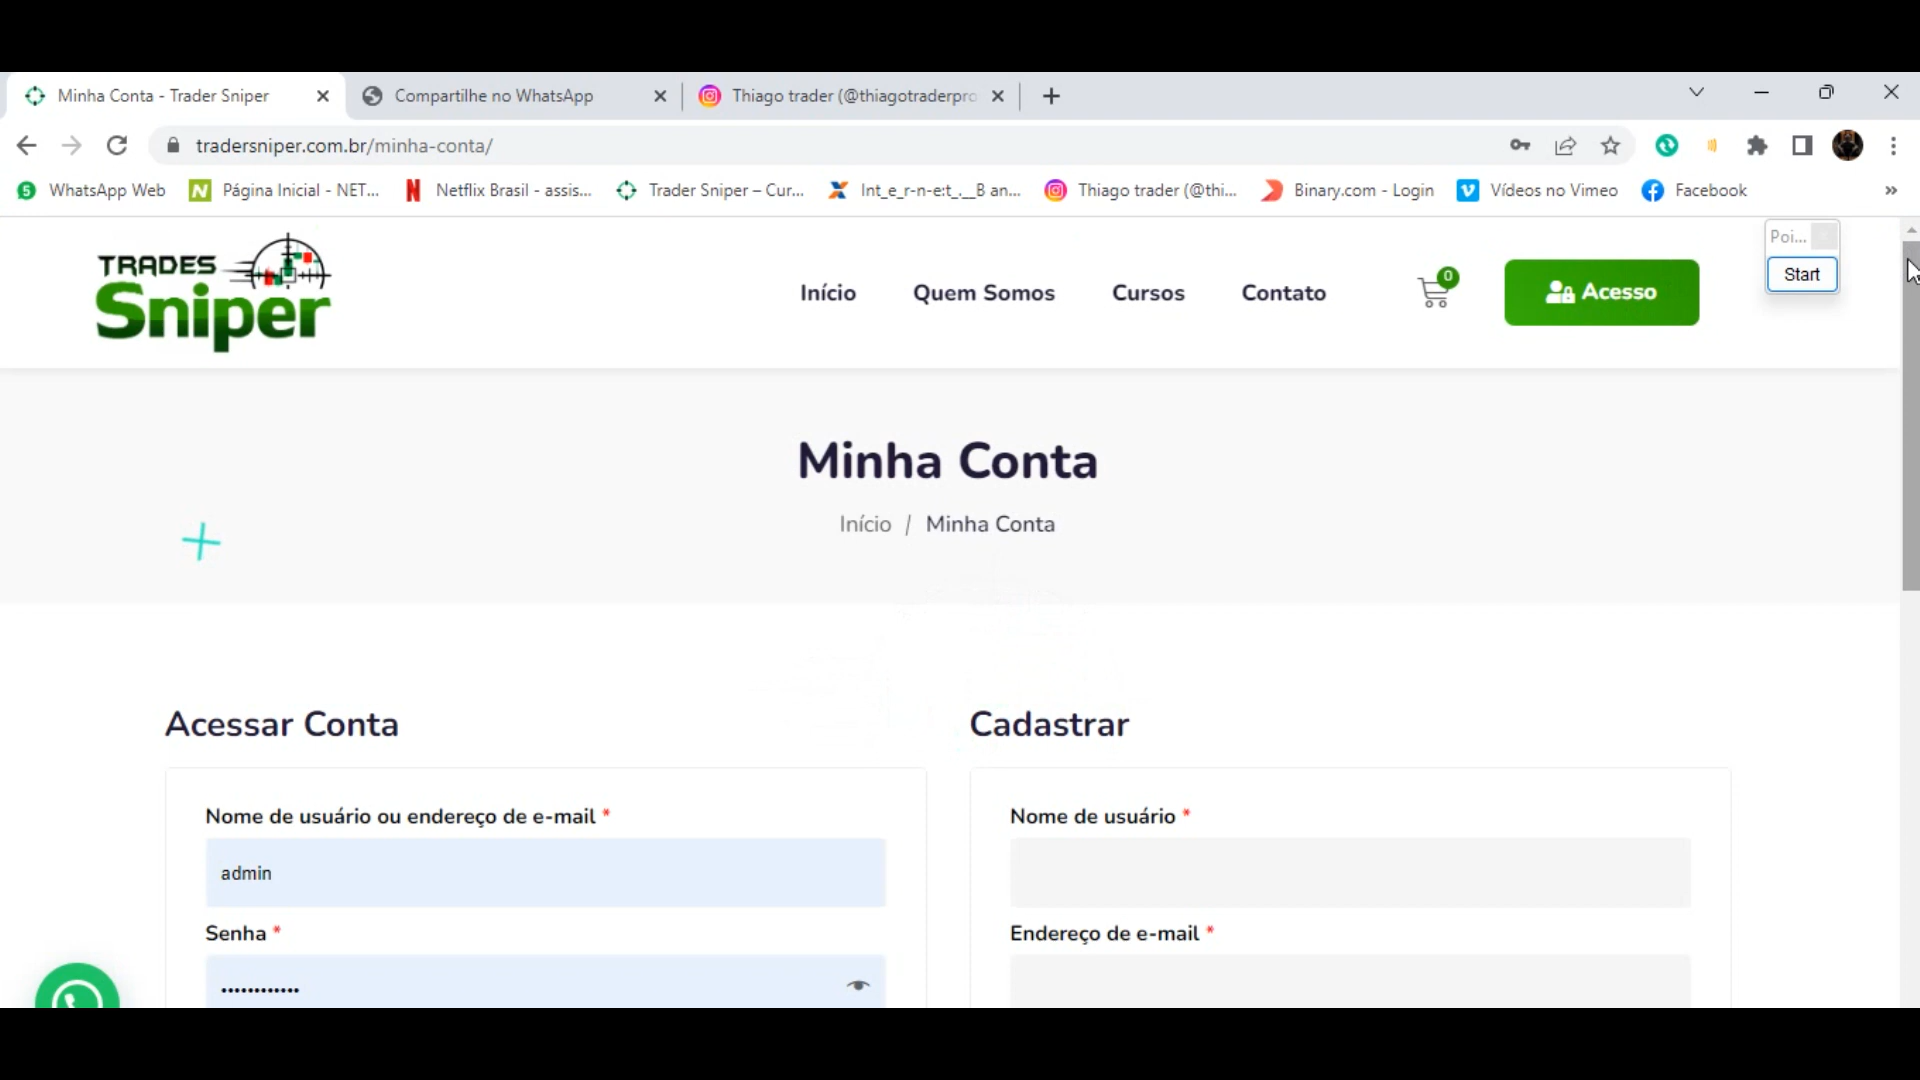 Minha Conta - Trader Sniper
Compartilhe no WhatsApp
Thiago trader (@thiagotraderpro
tradersniper.com.br/minha-conta/
5 WhatsApp Web
N Página Inicial - NET...
N Netflix Brasil - assis...
Trader Sniper – Cur...
Int_e_r-n-e:t_.__B an...
Thiago trader (@thi...
Binary.com - Login
Vídeos no Vimeo
Facebook
»
Poi...
Start
TRADES
Sniper
Início
Quem Somos
Cursos
Contato
0
Acesso
Minha Conta
Início / Minha Conta
Acessar Conta
Nome de usuário ou endereço de e-mail *
admin
Senha *
••••••••••••
Cadastrar
Nome de usuário *
Endereço de e-mail *